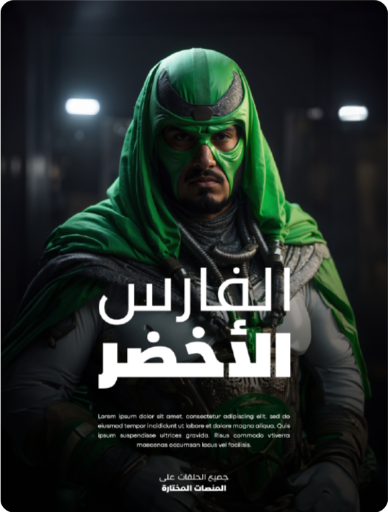 الفارس
الأخضر
Lorem ipsum dolor sit amet, consectetur adipiscing elit, sed do
eiusmod tempor incididunt ut labore et dolore magna aliqua. Quis
ipsum suspendisse ultrices gravida. Risus commodo viverra
maecenas accumsan lacus vel facilisis.
جميع الحلقات على
المنصات المختارة